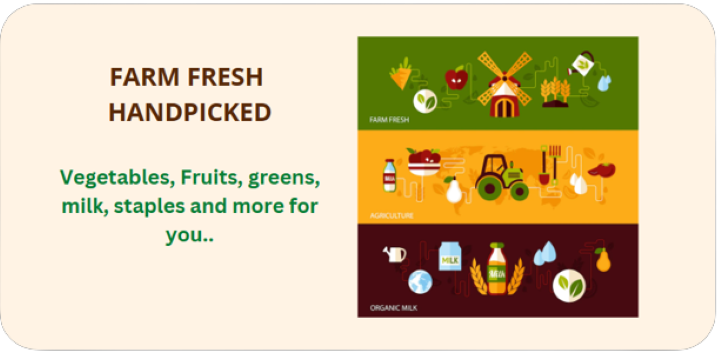 FARM FRESH
HANDPICKED
Vegetables, Fruits, greens,
milk, staples and more for
you..
FARM FRESH
Milk
AGRICULTURE
MILK
Milk
ORGANIC MILK